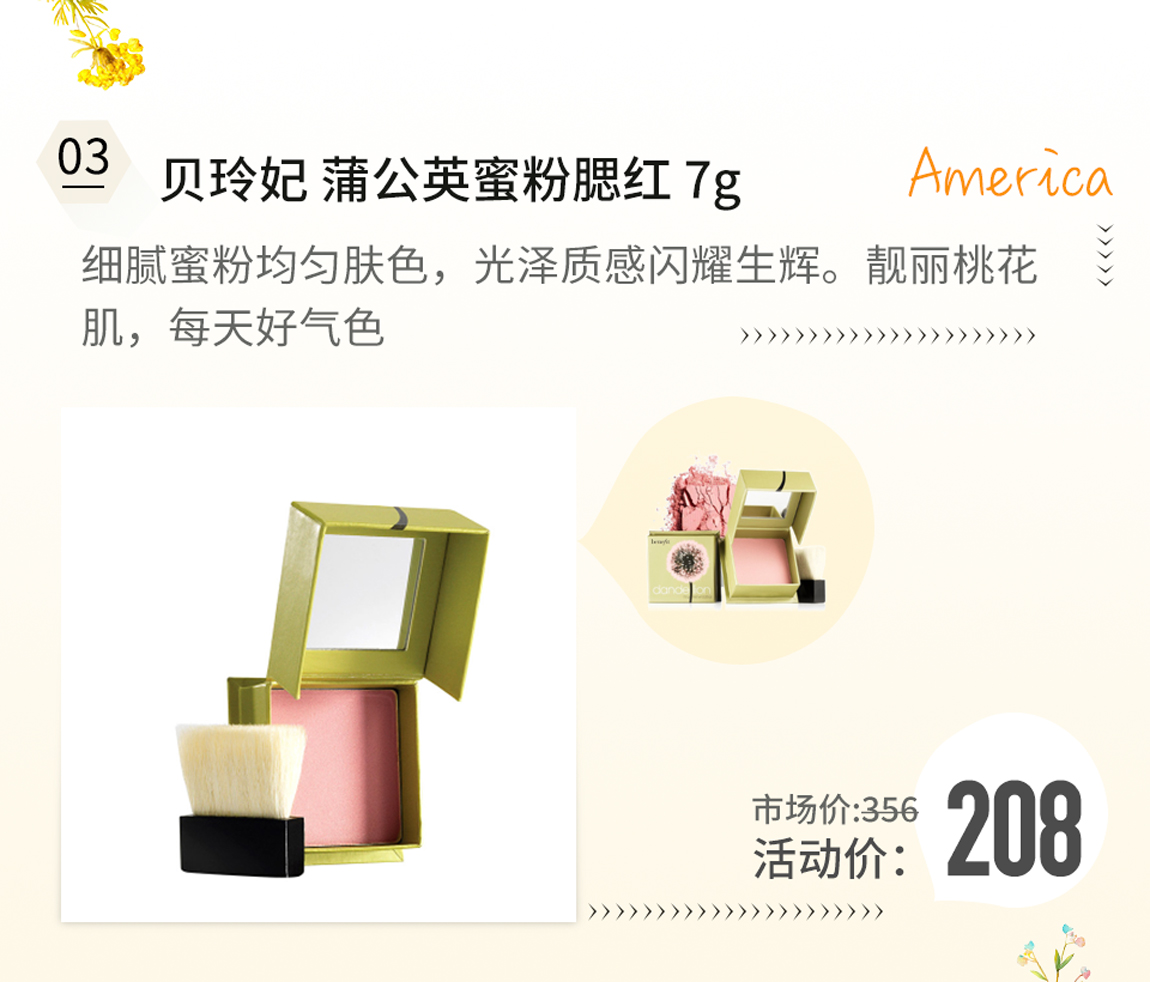 03
贝玲妃 蒲公英蜜粉腮红 7g
America
细腻蜜粉均匀肤色，光泽质感闪耀生辉。靓丽桃花
肌，每天好气色
benefit
dandelion
市场价:356
活动价：
208